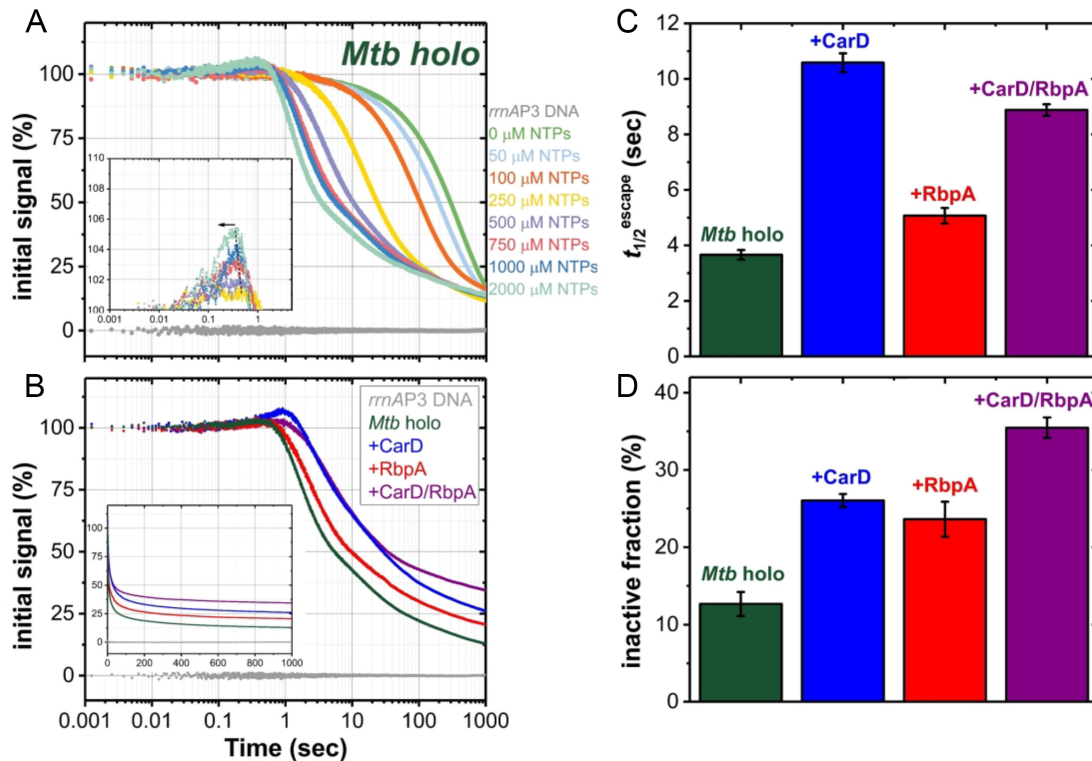 A
Mtb holo
initial signal (%)
100
75
50
25
0
110
108
106
104
102
100
0.001
0.01
0.1
1
rrnAP3 DNA
0 μM NTPs
50 μM NTPs
100 μM NTPs
250 μM NTPs
500 μM NTPs
750 μM NTPs
1000 μM NTPs
2000 μM NTPs
B
initial signal (%)
100
75
50
25
0
rrnAP3 DNA
Mtb holo
+CarD
+RbpA
+CarD/RbpA
100
75
50
25
0
0 200 400 600 800 1000
0.001 0.01 0.1 1 10 100 1000
Time (sec)
C
t1/2 escape (sec)
12
10
8
6
4
2
0
Mtb holo
+CarD
+RbpA
+CarD/RbpA
D
inactive fraction (%)
40
30
20
10
0
Mtb holo
+CarD
+RbpA
+CarD/RbpA